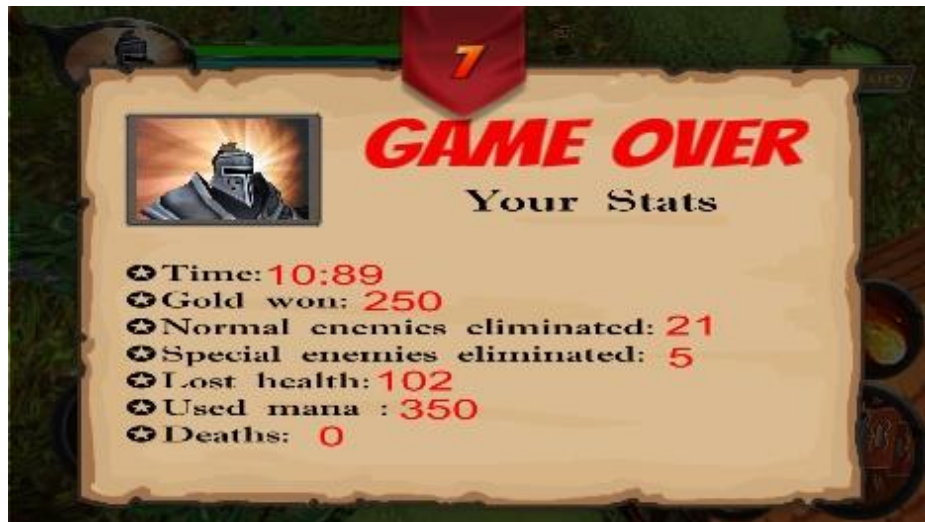 7
GAME OVER
Your Stats
Time: 10:89
Gold won: 250
Normal enemies eliminated: 21
Special enemies eliminated: 5
Lost health: 102
Used mana : 350
Deaths: 0